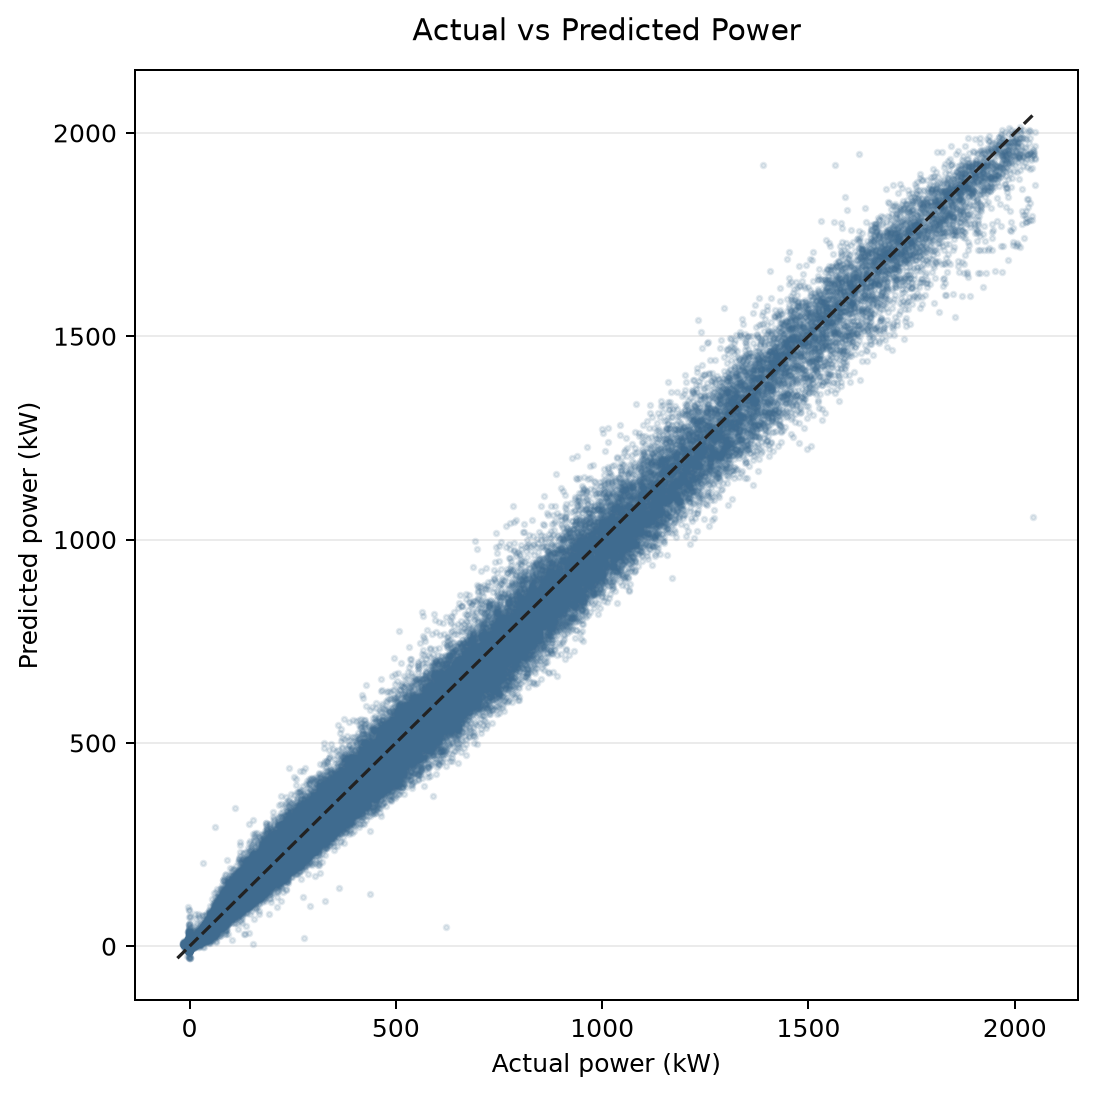 Actual vs Predicted Power
2000
1500
1000
500
0
Predicted power (kW)
0 500 1000 1500 2000
Actual power (kW)